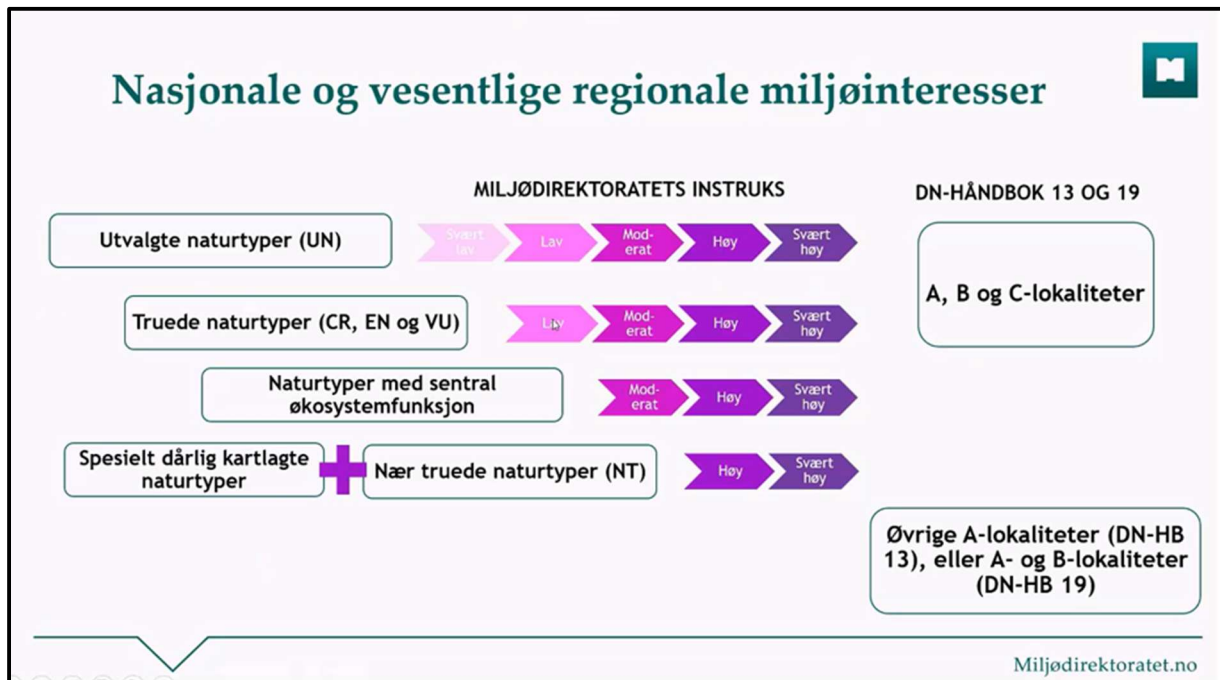 Nasjonale og vesentlige regionale miljøinteresser
MILJØDIREKTORATETS INSTRUKS
DN-HÅNDBOK 13 OG 19
Utvalgte naturtyper (UN)
Svært
lav
Lav
Mod-
erat
Høy
Svært
høy
A, B og C-lokaliteter
Truede naturtyper (CR, EN og VU)
Lav
Mod-
erat
Høy
Svært
høy
Naturtyper med sentral
økosystemfunksjon
Mod-
erat
Høy
Svært
høy
Spesielt dårlig kartlagte
naturtyper
Nær truede naturtyper (NT)
Høy
Svært
høy
Øvrige A-lokaliteter (DN-HB
13), eller A- og B-lokaliteter
(DN-HB 19)
Miljødirektoratet.no